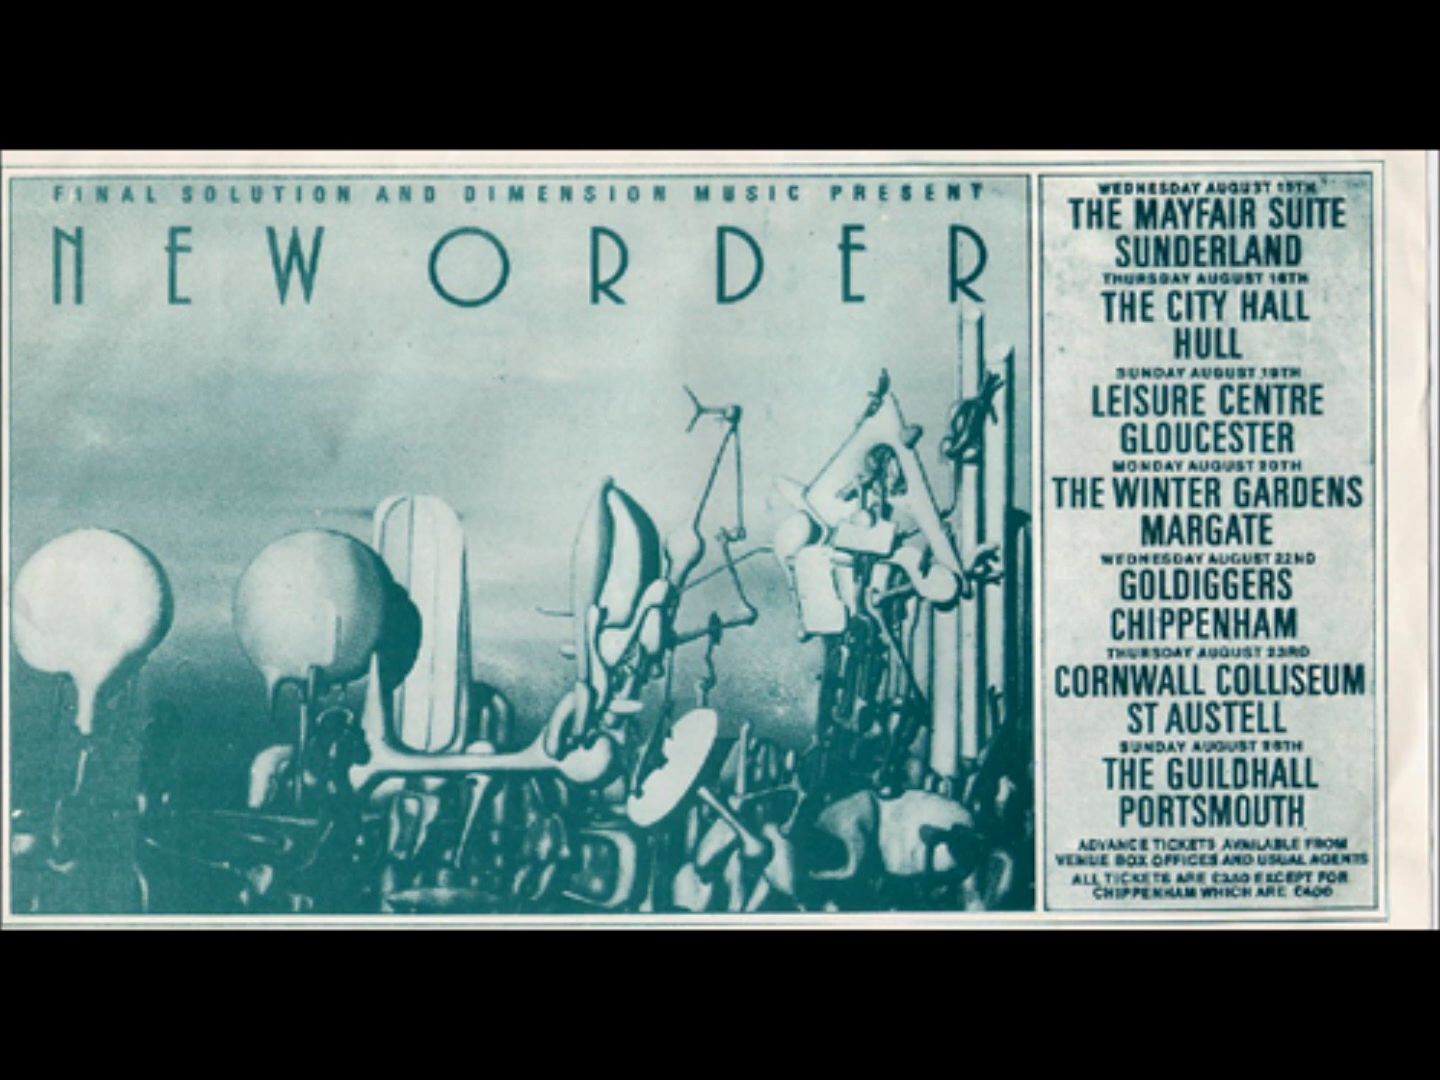 FINAL SOLUTION AND DIMENSION MUSIC PRESENT
NEW ORDER
WEDNESDAY AUGUST 15TH
THE MAYFAIR SUITE
SUNDERLAND
THURSDAY AUGUST 16TH
THE CITY HALL
HULL
SUNDAY AUGUST 19TH
LEISURE CENTRE
GLOUCESTER
MONDAY AUGUST 20TH
THE WINTER GARDENS
MARGATE
WEDNESDAY AUGUST 22ND
GOLDIGGERS
CHIPPENHAM
THURSDAY AUGUST 23RD
CORNWALL COLLISEUM
ST AUSTELL
SUNDAY AUGUST 26TH
THE GUILDHALL
PORTSMOUTH
ADVANCE TICKETS AVAILABLE FROM
VENUE BOX OFFICES AND USUAL AGENTS
ALL TICKETS ARE EXCEPT FOR
CHIPPENHAM WHICH ARE £400